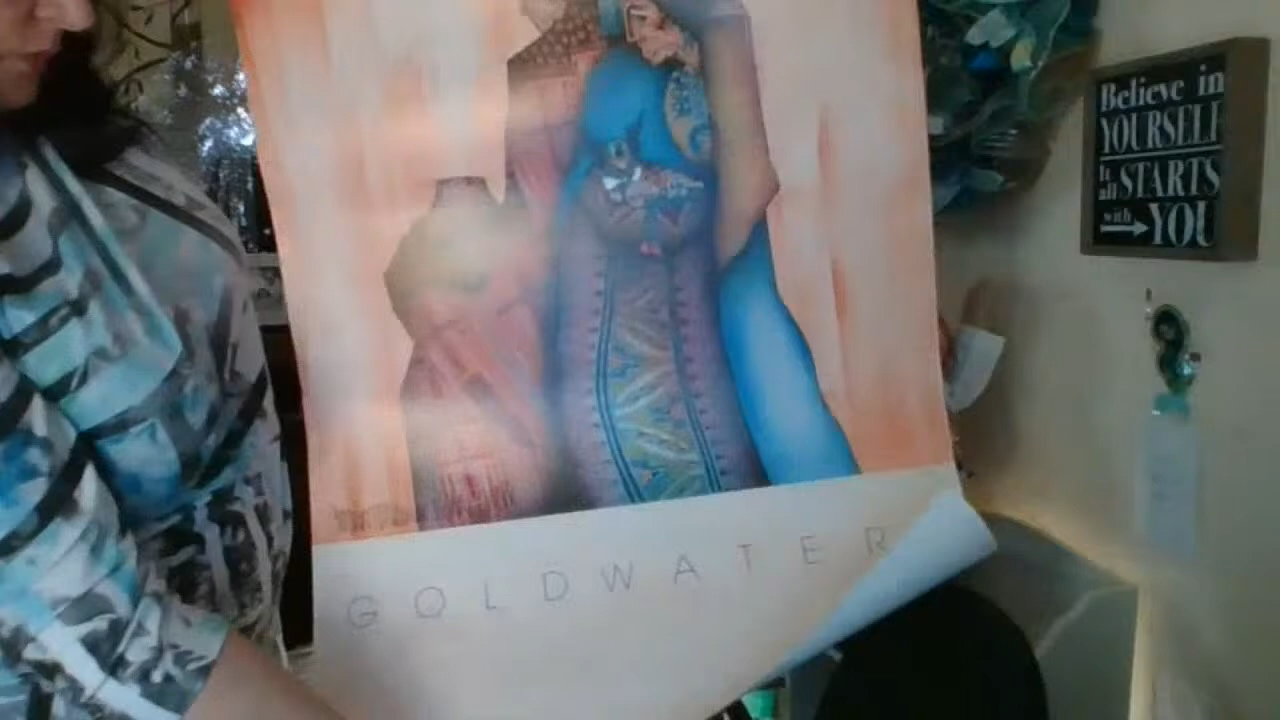 Believe in
YOURSELF
It all STARTS
with YOU
GOLDWATER